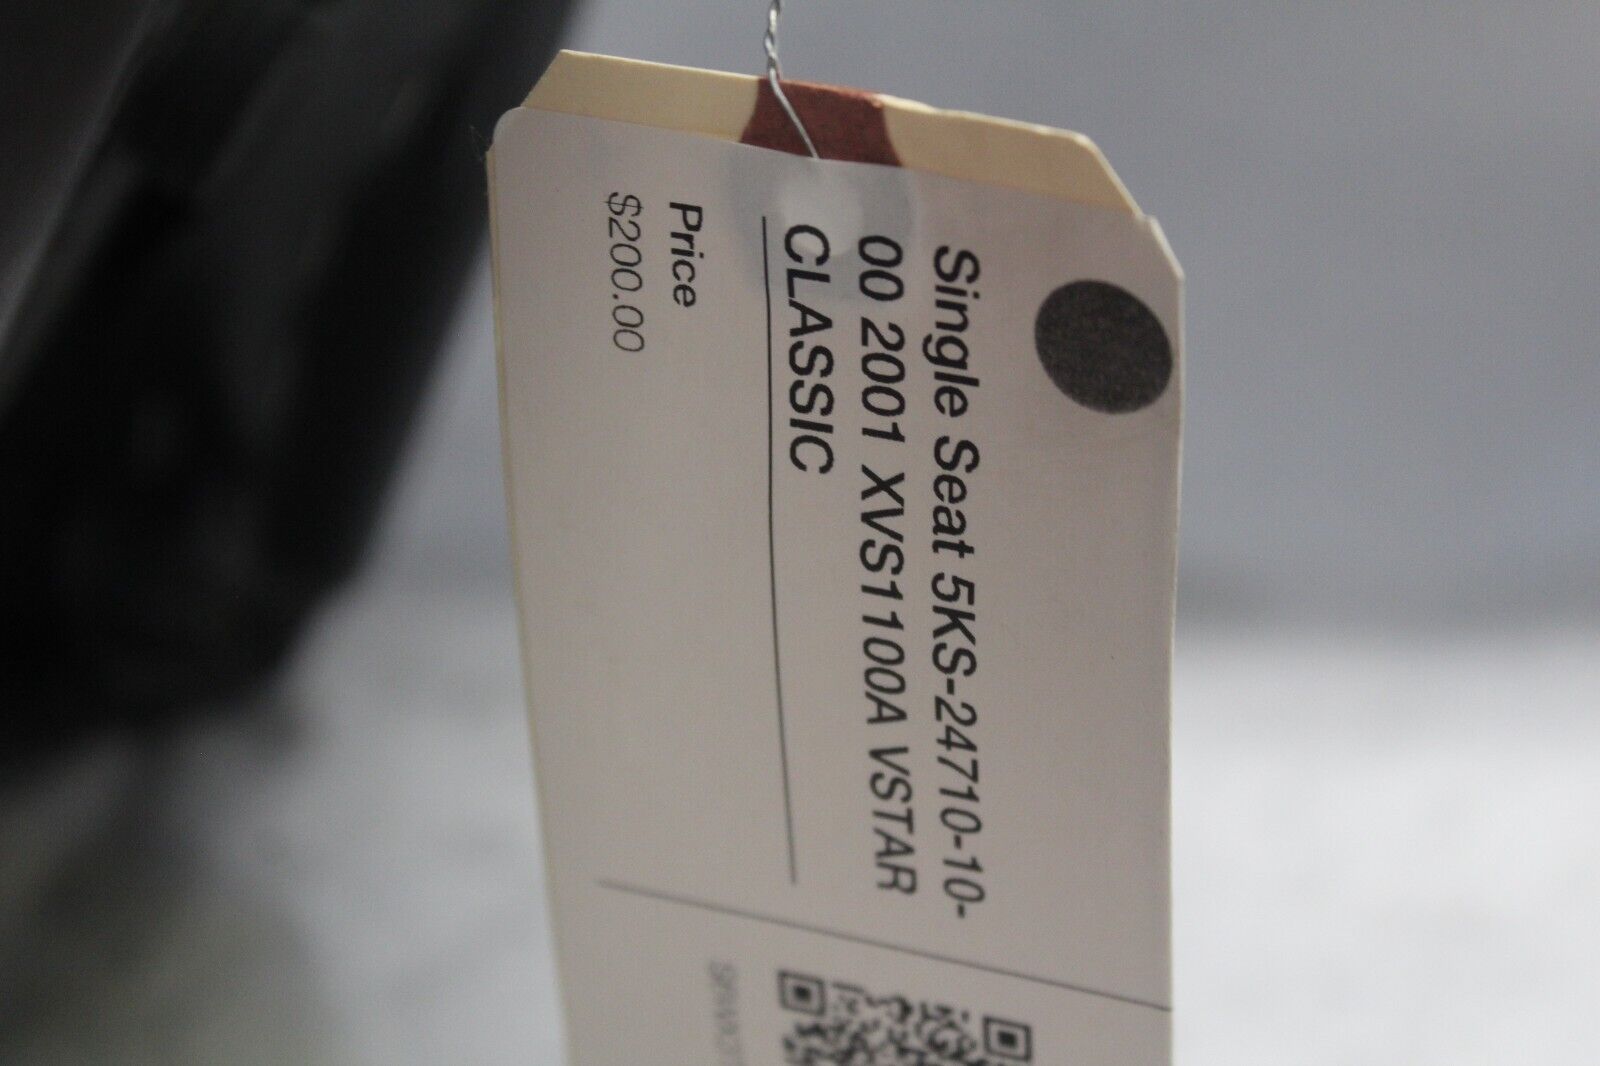 Single Seat 5KS-24710-10-
00 2001 XVS1100A VSTAR
CLASSIC
Price
$200.00